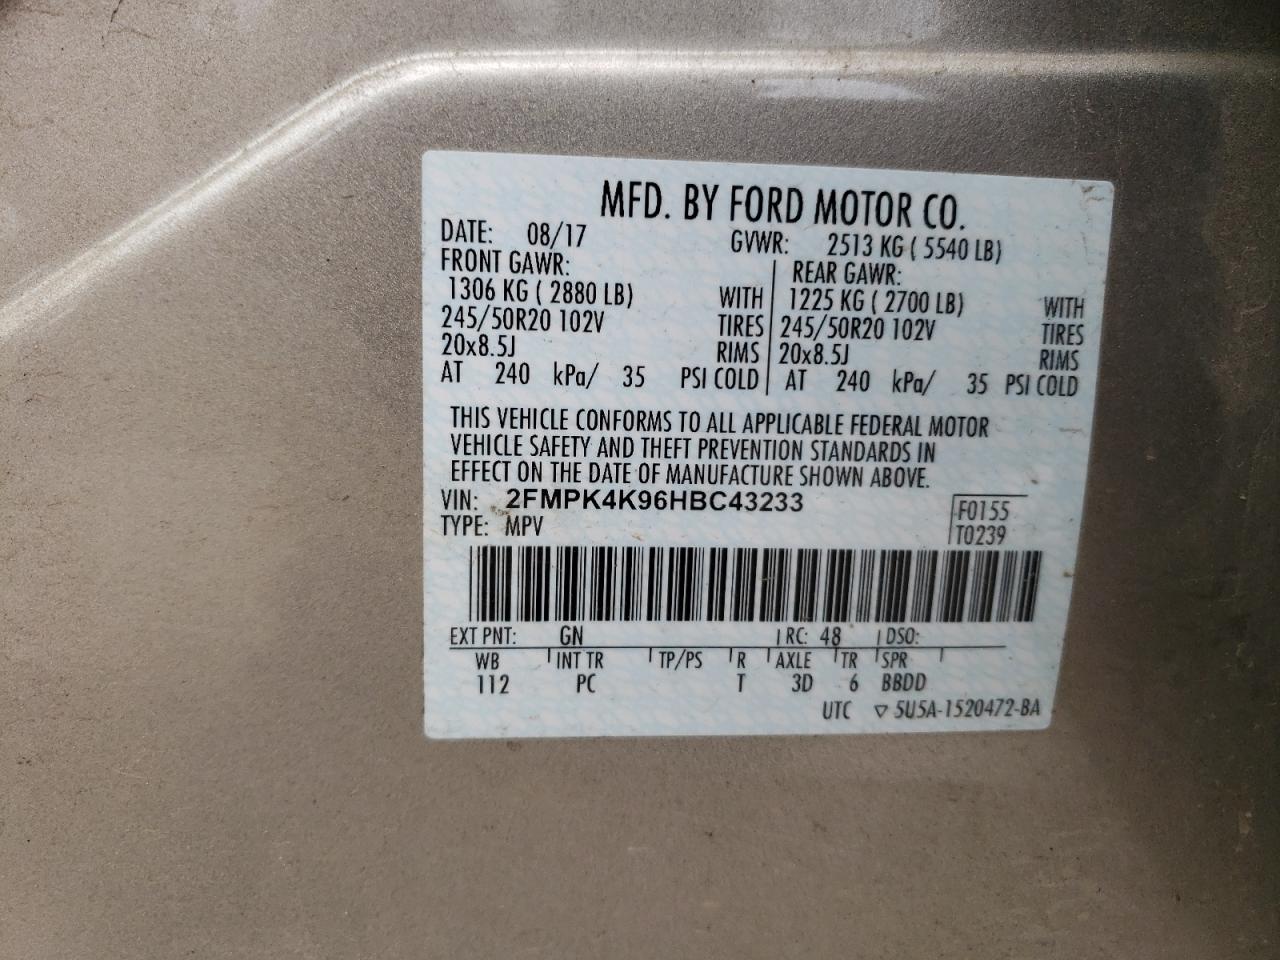 MFD. BY FORD MOTOR CO.
DATE: 08/17 GVWR: 2513 KG ( 5540 LB)
FRONT GAWR: REAR GAWR:
1306 KG ( 2880 LB) WITH 1225 KG ( 2700 LB) WITH
245/50R20 102V TIRES 245/50R20 102V TIRES
20x8.5J RIMS 20x8.5J RIMS
AT 240 kPa/ 35 PSI COLD AT 240 kPa/ 35 PSI COLD
THIS VEHICLE CONFORMS TO ALL APPLICABLE FEDERAL MOTOR
VEHICLE SAFETY AND THEFT PREVENTION STANDARDS IN
EFFECT ON THE DATE OF MANUFACTURE SHOWN ABOVE.
VIN: 2FMPK4K96HBC43233 F0155
TYPE: MPV T0239
EXT PNT: GN RC: 48 DSO:
WB INT TR TP/PS R AXLE TR SPR
112 PC T 3D 6 BBDD
UTC ▽ 5U5A-1520472-BA